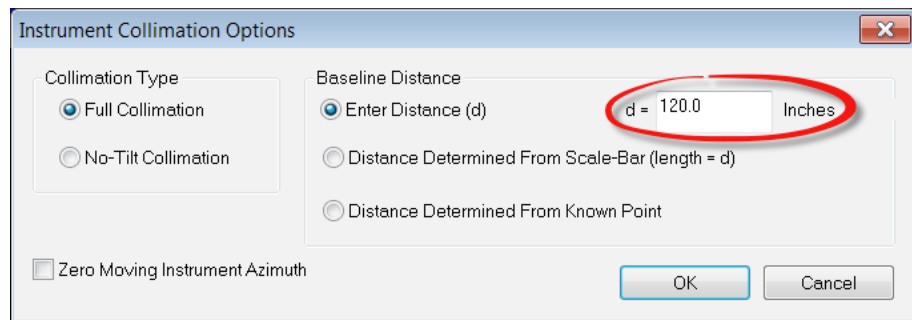 Instrument Collimation Options
Collimation Type
Full Collimation
No-Tilt Collimation
Baseline Distance
Enter Distance (d)
d = 120.0 Inches
Distance Determined From Scale-Bar (length = d)
Distance Determined From Known Point
Zero Moving Instrument Azimuth
OK
Cancel